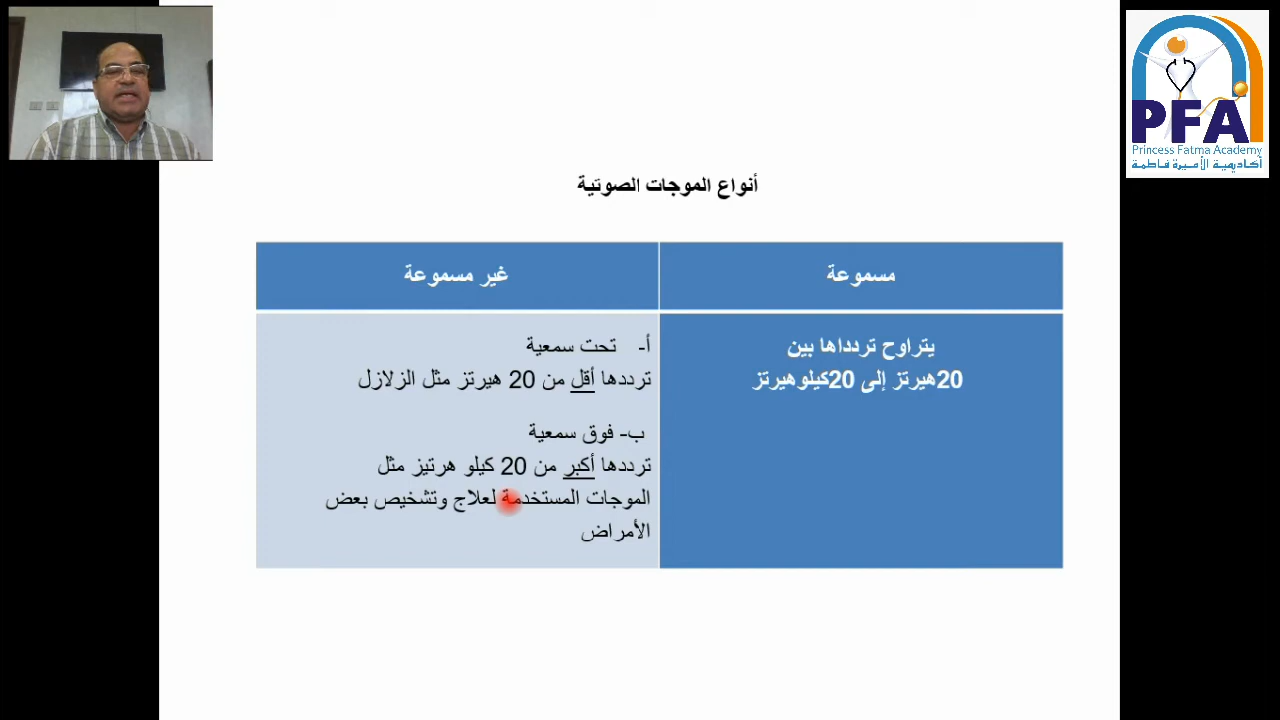 PFA
Princess Fatma Academy
أكاديمية الأميرة فاطمة
أنواع الموجات الصوتية
مسموعة
غير مسموعة
يتراوح تردداها بين
20هيرتز إلى 20كيلوهيرتز
أ- تحت سمعية
ترددها أقل من 20 هيرتز مثل الزلازل
ب- فوق سمعية
ترددها أكبر من 20 كيلو هرتيز مثل
الموجات المستخدمة لعلاج وتشخيص بعض
الأمراض